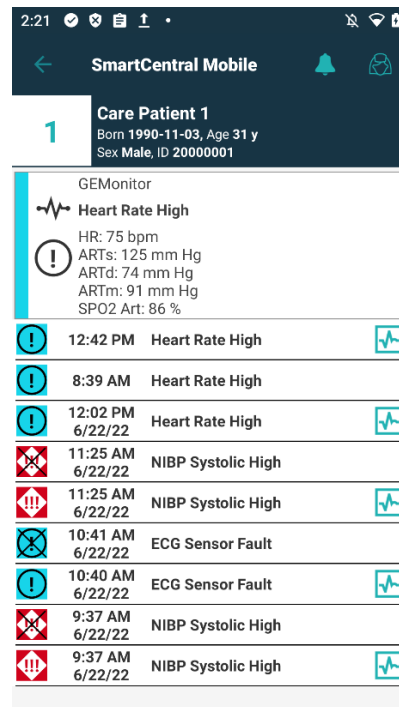 2:21
SmartCentral Mobile
1
Care Patient 1
Born 1990-11-03, Age 31 y
Sex Male, ID 20000001
GEMonitor
Heart Rate High
HR: 75 bpm
ARTs: 125 mm Hg
ARTd: 74 mm Hg
ARTm: 91 mm Hg
SPO2 Art: 86 %
12:42 PM Heart Rate High
8:39 AM Heart Rate High
12:02 PM
6/22/22 Heart Rate High
11:25 AM
6/22/22 NIBP Systolic High
11:25 AM
6/22/22 NIBP Systolic High
10:41 AM
6/22/22 ECG Sensor Fault
10:40 AM
6/22/22 ECG Sensor Fault
9:37 AM
6/22/22 NIBP Systolic High
9:37 AM
6/22/22 NIBP Systolic High